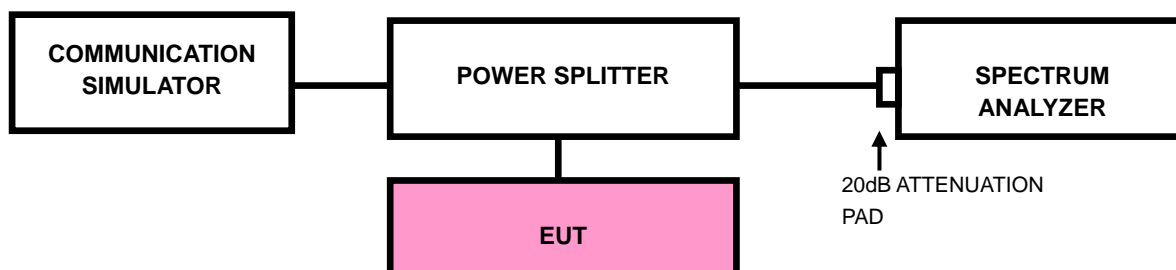 COMMUNICATION
SIMULATOR
POWER SPLITTER
SPECTRUM
ANALYZER
20dB ATTENUATION
PAD
EUT